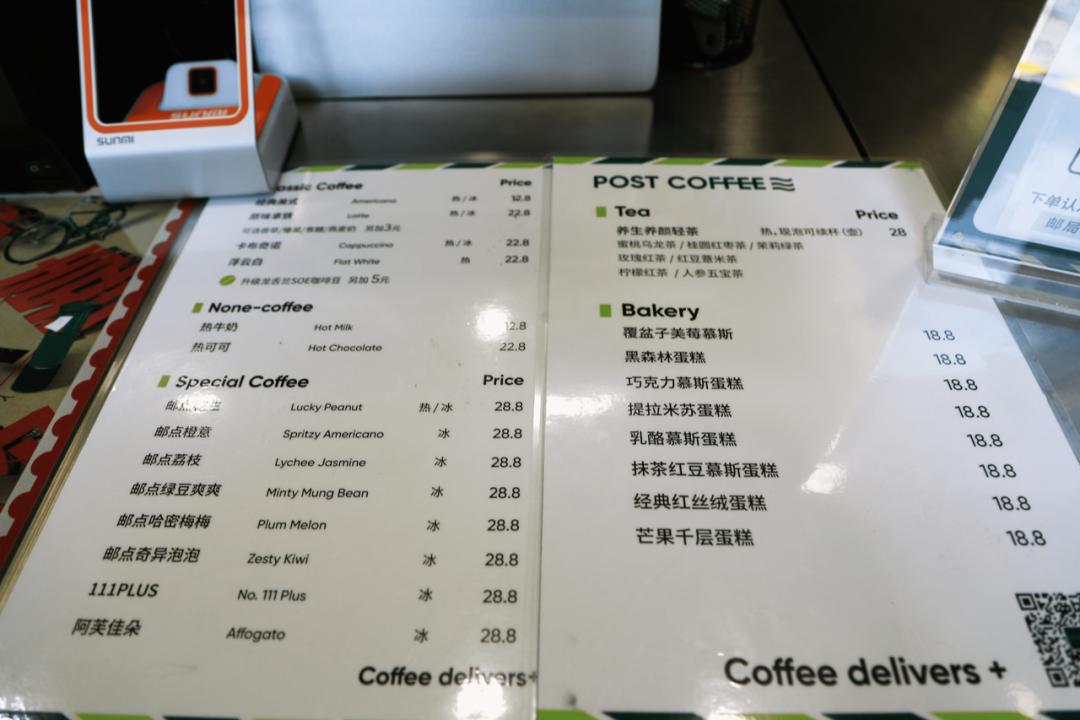 SUNMI
assic Coffee Price
经典美式 Americano 热/冰 12.8
原味拿铁 Latte 热/冰 22.8
另加3元
卡布奇诺 Cappuccino 热/冰 22.8
浮云白 Flat White 热 22.8
升级龙舌兰SOE咖啡豆 另加 5元
None-coffee
热牛奶 Hot Milk 12.8
热可可 Hot Chocolate 22.8
Special Coffee Price
邮点花生 Lucky Peanut 热/冰 28.8
邮点橙意 Spritzy Americano 冰 28.8
邮点荔枝 Lychee Jasmine 冰 28.8
邮点绿豆爽爽 Minty Mung Bean 冰 28.8
邮点哈密梅梅 Plum Melon 冰 28.8
邮点奇异泡泡 Zesty Kiwi 冰 28.8
111PLUS No. 111 Plus 冰 28.8
阿芙佳朵 Affogato 冰 28.8
Coffee delivers+
POST COFFEE
Tea Price
养生养颜轻茶 热，现泡可续杯（壶） 28
蜜桃乌龙茶 / 桂圆红枣茶 / 茉莉绿茶
玫瑰红茶 / 红豆薏米茶
柠檬红茶 / 人参五宝茶
Bakery
覆盆子美莓慕斯 18.8
黑森林蛋糕 18.8
巧克力慕斯蛋糕 18.8
提拉米苏蛋糕 18.8
乳酪慕斯蛋糕 18.8
抹茶红豆慕斯蛋糕 18.8
经典红丝绒蛋糕 18.8
芒果千层蛋糕 18.8
Coffee delivers +
下单认
邮局